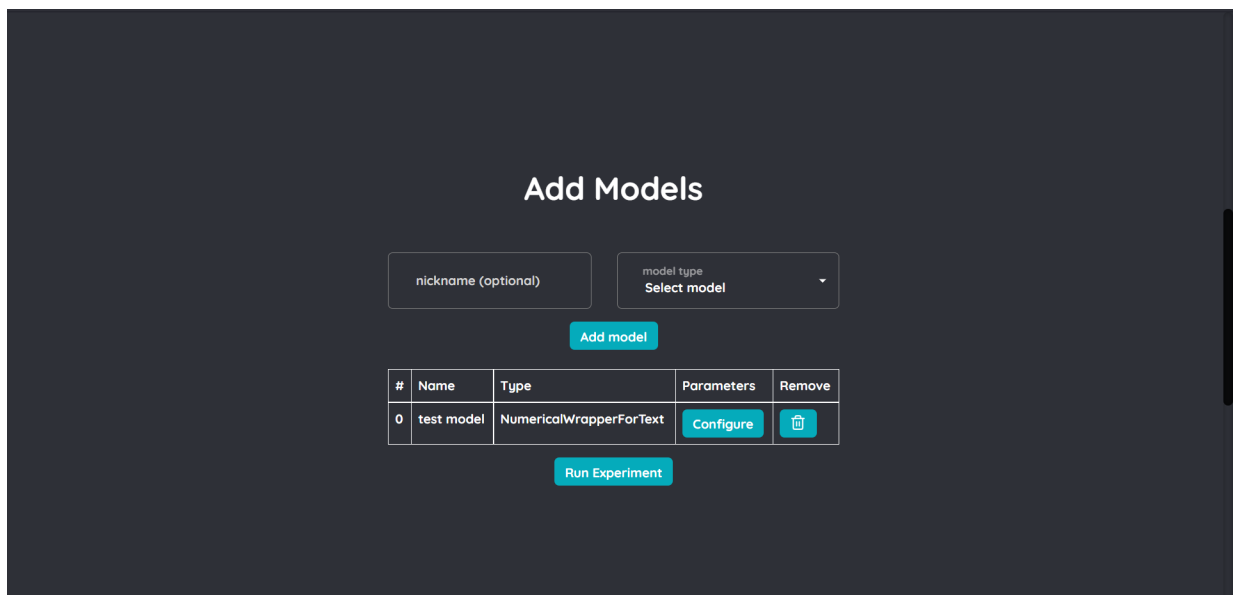 Add Models
nickname (optional)
model type
Select model
Add model
# Name Type Parameters Remove
0 test model NumericalWrapperForText Configure
Run Experiment